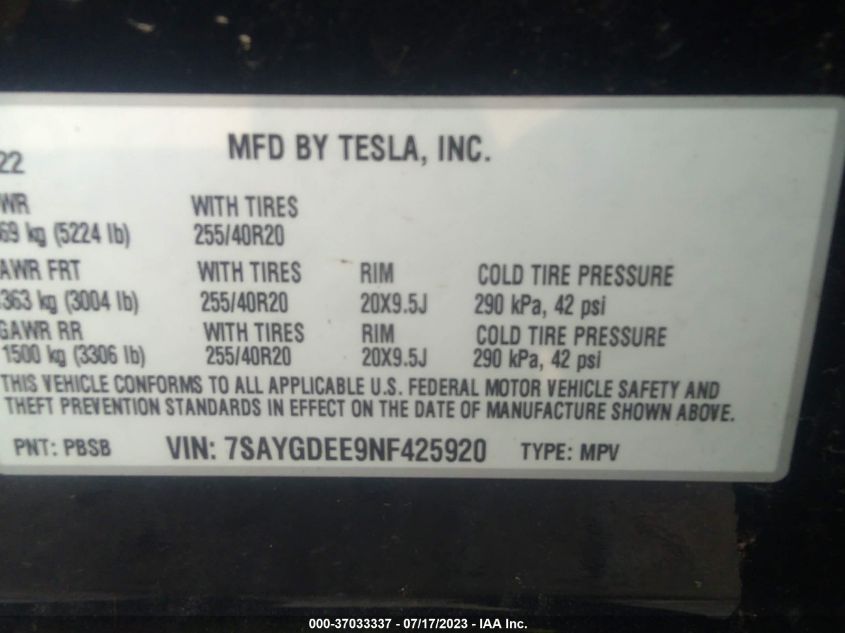 22
MFD BY TESLA, INC.
WR WITH TIRES
69 kg (5224 lb) 255/40R20
AWR FRT WITH TIRES RIM COLD TIRE PRESSURE
363 kg (3004 lb) 255/40R20 20X9.5J 290 kPa, 42 psi
GAWR RR WITH TIRES RIM COLD TIRE PRESSURE
1500 kg (3306 lb) 255/40R20 20X9.5J 290 kPa, 42 psi
THIS VEHICLE CONFORMS TO ALL APPLICABLE U.S. FEDERAL MOTOR VEHICLE SAFETY AND
THEFT PREVENTION STANDARDS IN EFFECT ON THE DATE OF MANUFACTURE SHOWN ABOVE.
PNT: PBSB VIN: 7SAYGDEE9NF425920 TYPE: MPV
000-37033337 - 07/17/2023 - IAA Inc.